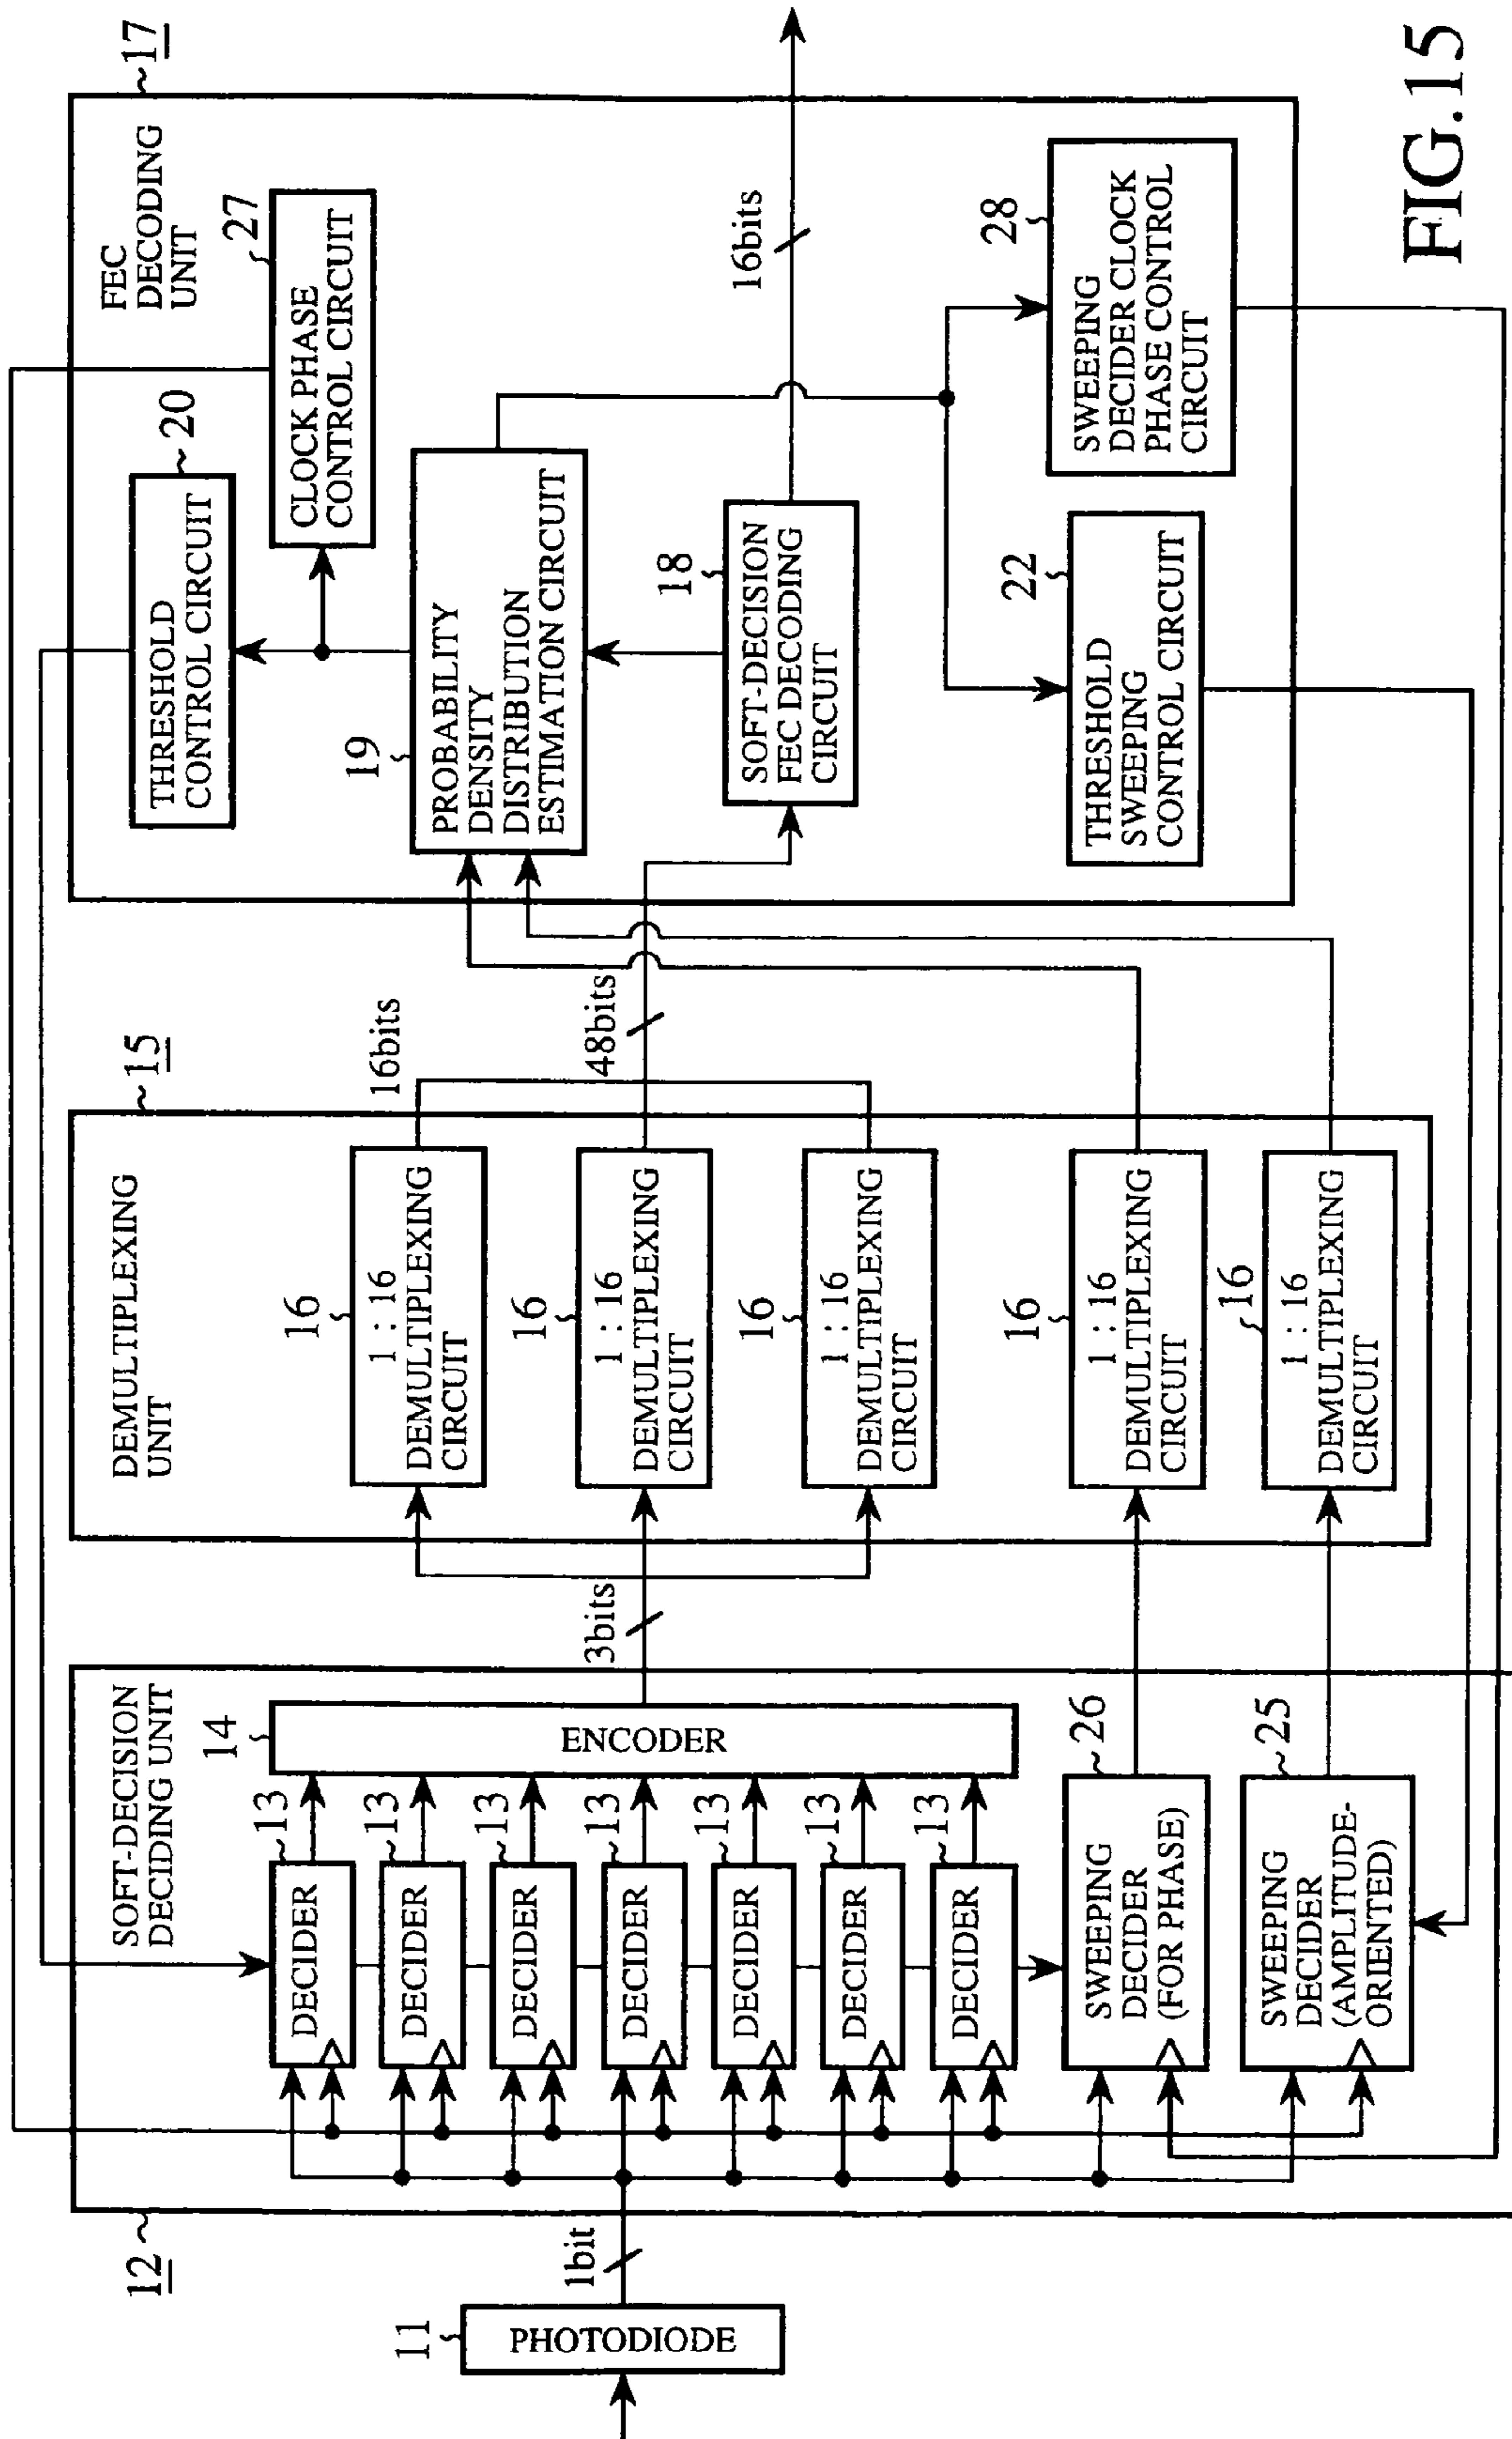 11
PHOTODIODE
1bit
12
SOFT-DECISION
DECIDING UNIT
13
DECIDER
13
DECIDER
13
DECIDER
13
DECIDER
13
DECIDER
13
DECIDER
13
DECIDER
14
ENCODER
26
SWEEPING
DECIDER
(FOR PHASE)
25
SWEEPING
DECIDER
(AMPLITUDE-
ORIENTED)
3bits
15
DEMULTIPLEXING
UNIT
16
1 : 16
DEMULTIPLEXING
CIRCUIT
16
1 : 16
DEMULTIPLEXING
CIRCUIT
16
1 : 16
DEMULTIPLEXING
CIRCUIT
16
1 : 16
DEMULTIPLEXING
CIRCUIT
16
1 : 16
DEMULTIPLEXING
CIRCUIT
16bits
48bits
17
FEC
DECODING
UNIT
20
THRESHOLD
CONTROL CIRCUIT
27
CLOCK PHASE
CONTROL CIRCUIT
19
PROBABILITY
DENSITY
DISTRIBUTION
ESTIMATION CIRCUIT
18
SOFT-DECISION
FEC DECODING
CIRCUIT
16bits
22
THRESHOLD
SWEEPING
CONTROL CIRCUIT
28
SWEEPING
DECIDER CLOCK
PHASE CONTROL
CIRCUIT
FIG.15